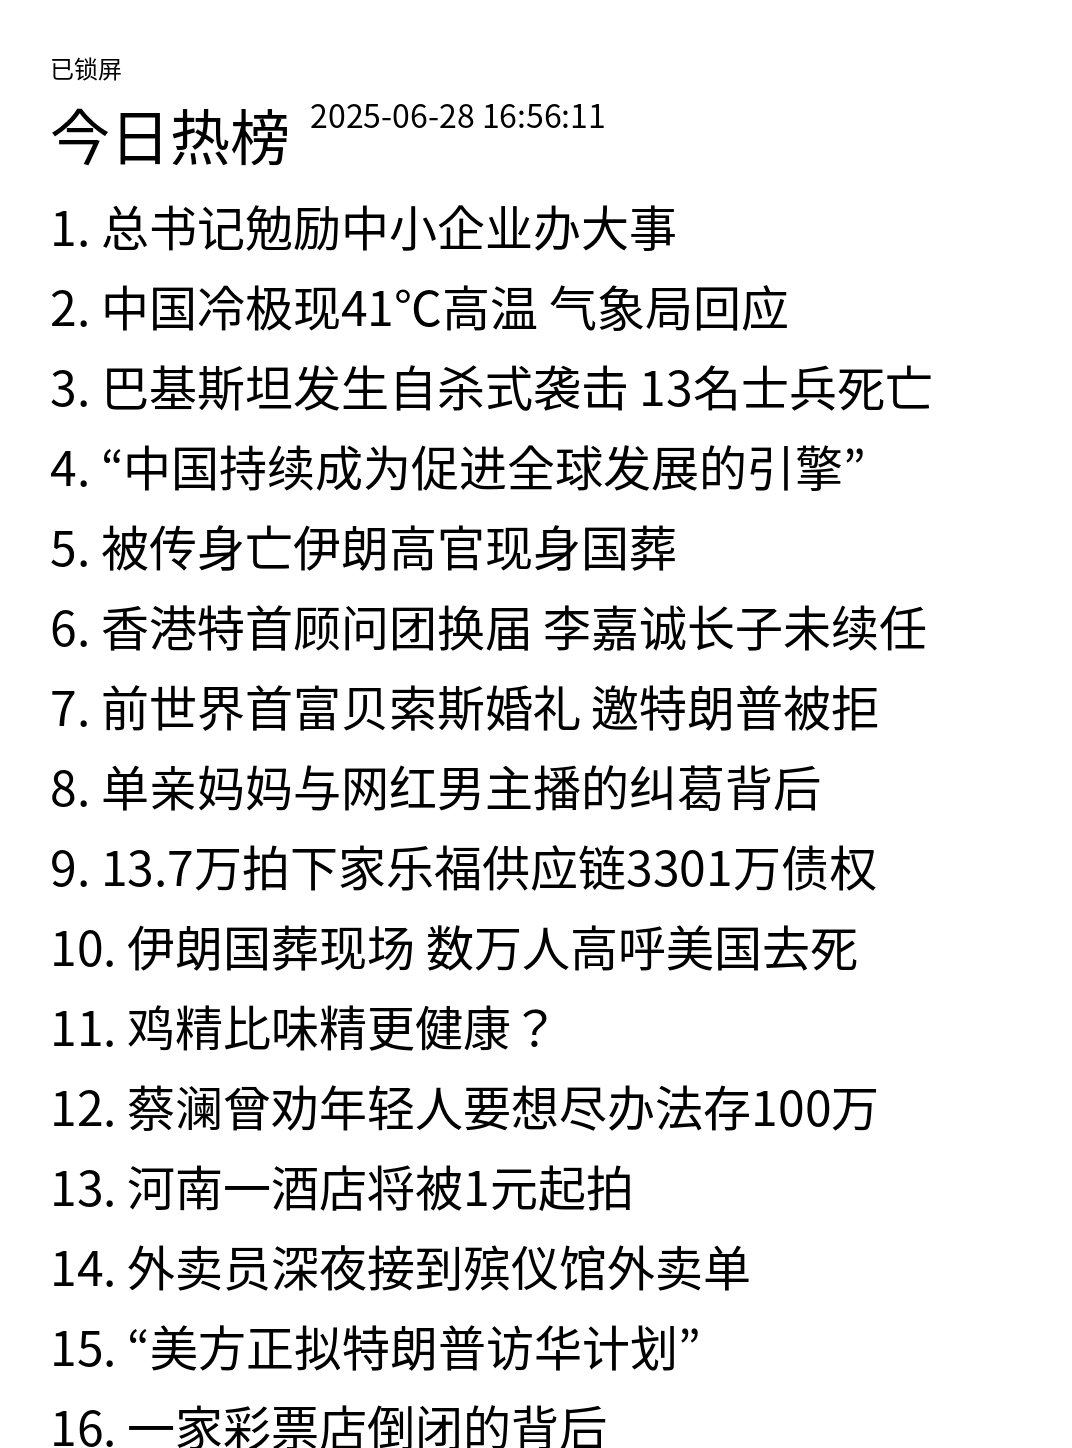 已锁屏
今日热榜 2025-06-28 16:56:11
1. 总书记勉励中小企业办大事
2. 中国冷极现41℃高温 气象局回应
3. 巴基斯坦发生自杀式袭击 13名士兵死亡
4. “中国持续成为促进全球发展的引擎”
5. 被传身亡伊朗高官现身国葬
6. 香港特首顾问团换届 李嘉诚长子未续任
7. 前世界首富贝索斯婚礼 邀特朗普被拒
8. 单亲妈妈与网红男主播的纠葛背后
9. 13.7万拍下家乐福供应链3301万债权
10. 伊朗国葬现场 数万人高呼美国去死
11. 鸡精比味精更健康？
12. 蔡澜曾劝年轻人要想尽办法存100万
13. 河南一酒店将被1元起拍
14. 外卖员深夜接到殡仪馆外卖单
15. “美方正拟特朗普访华计划”
16. 一家彩票店倒闭的背后